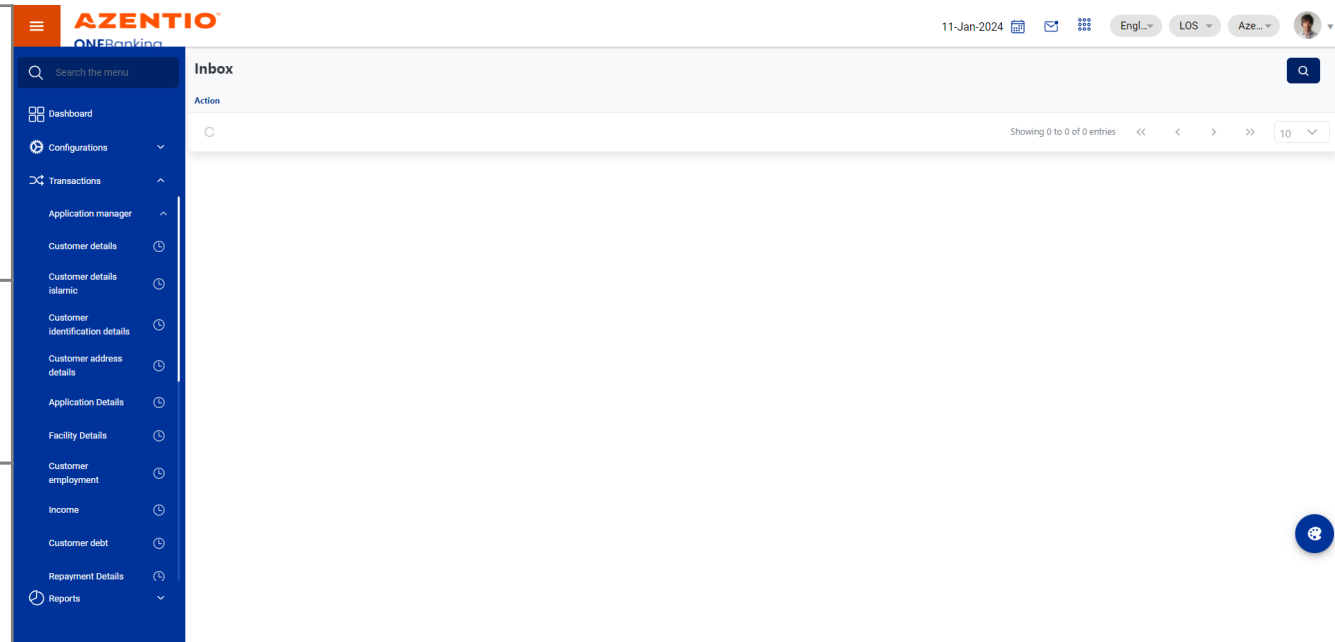 AZENTIO
ONEBanking
11-Jan-2024
Engl...
LOS
Aze...
Search the menu
Dashboard
Configurations
Transactions
Application manager
Customer details
Customer details
islamic
Customer
identification details
Customer address
details
Application Details
Facility Details
Customer
employment
Income
Customer debt
Repayment Details
Reports
Inbox
Action
Showing 0 to 0 of 0 entries
10